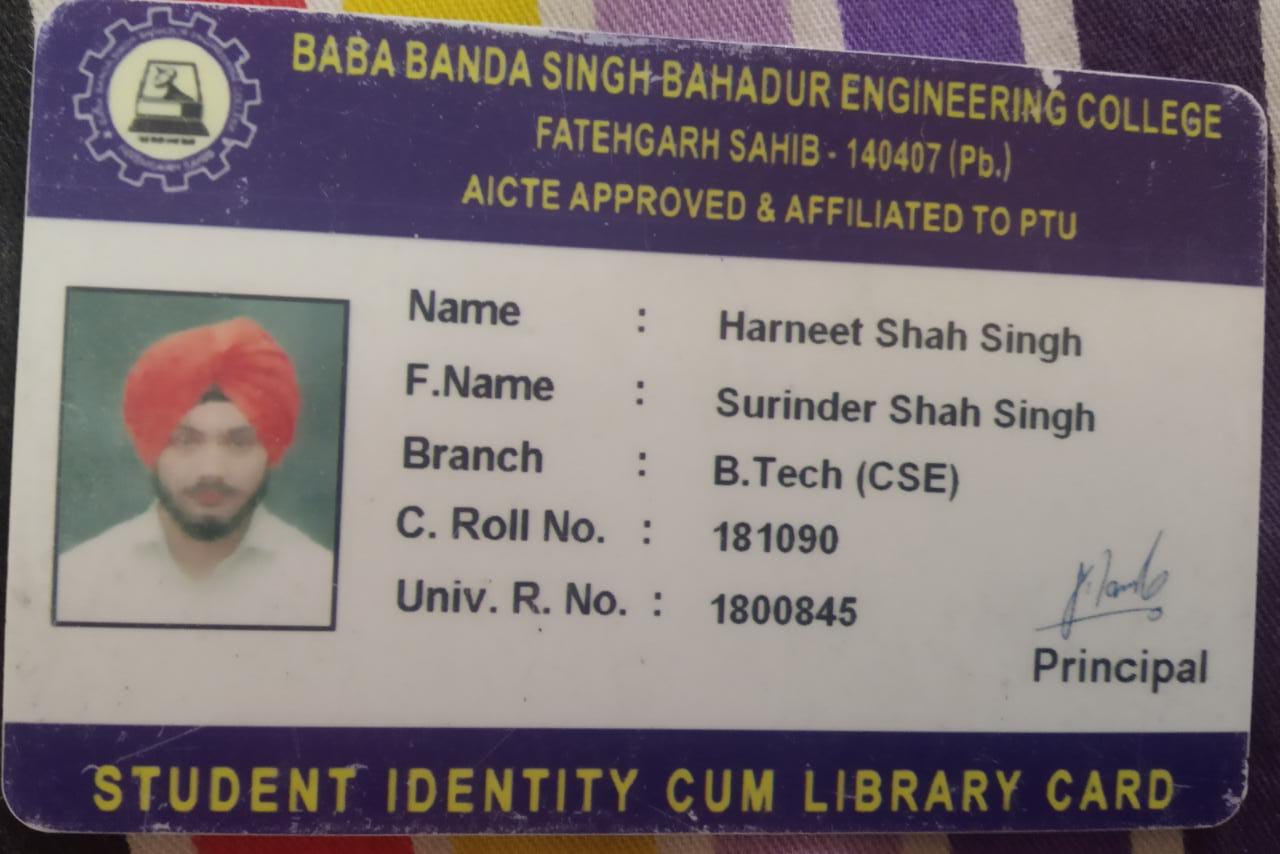 BABA BANDA SINGH BAHADUR ENGINEERING COLLEGE
FATEHGARH SAHIB - 140407 (Pb.)
AICTE APPROVED & AFFILIATED TO PTU
Name : Harneet Shah Singh
F.Name : Surinder Shah Singh
Branch : B.Tech (CSE)
C. Roll No. : 181090
Univ. R. No. : 1800845
Principal
STUDENT IDENTITY CUM LIBRARY CARD